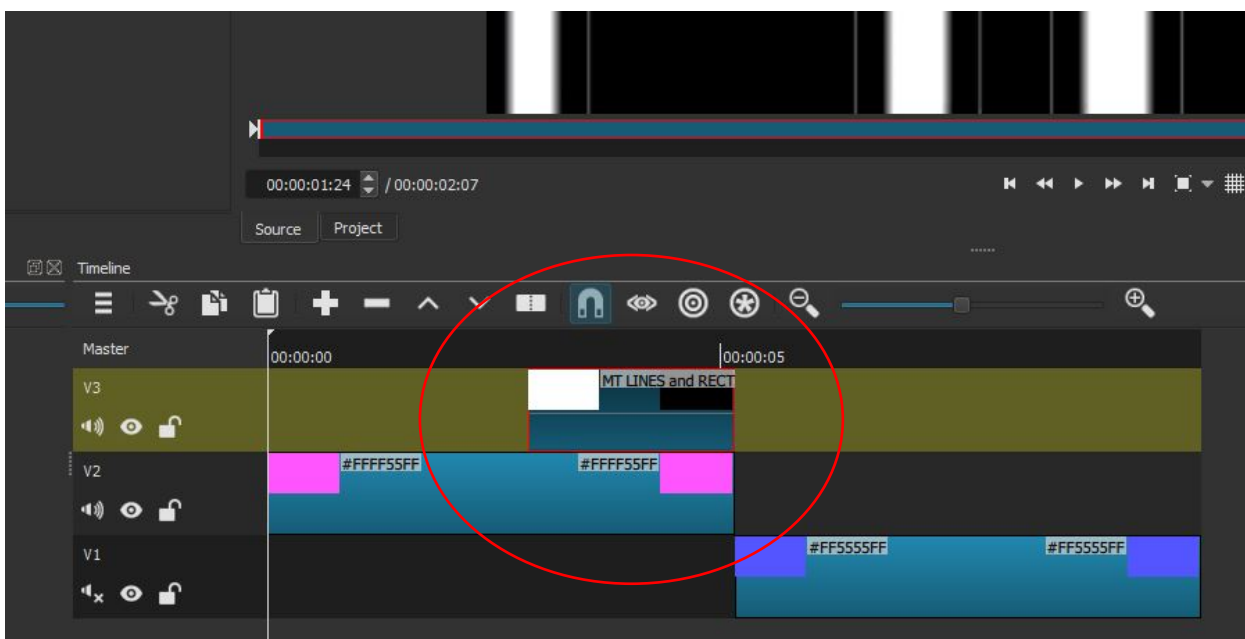 00:00:01:24 / 00:00:02:07
Source Project
Timeline
Master 00:00:00 00:00:05
V3 MT LINES and RECT
V2 #FFFF55FF #FFFF55FF
V1 #FF5555FF #FF5555FF